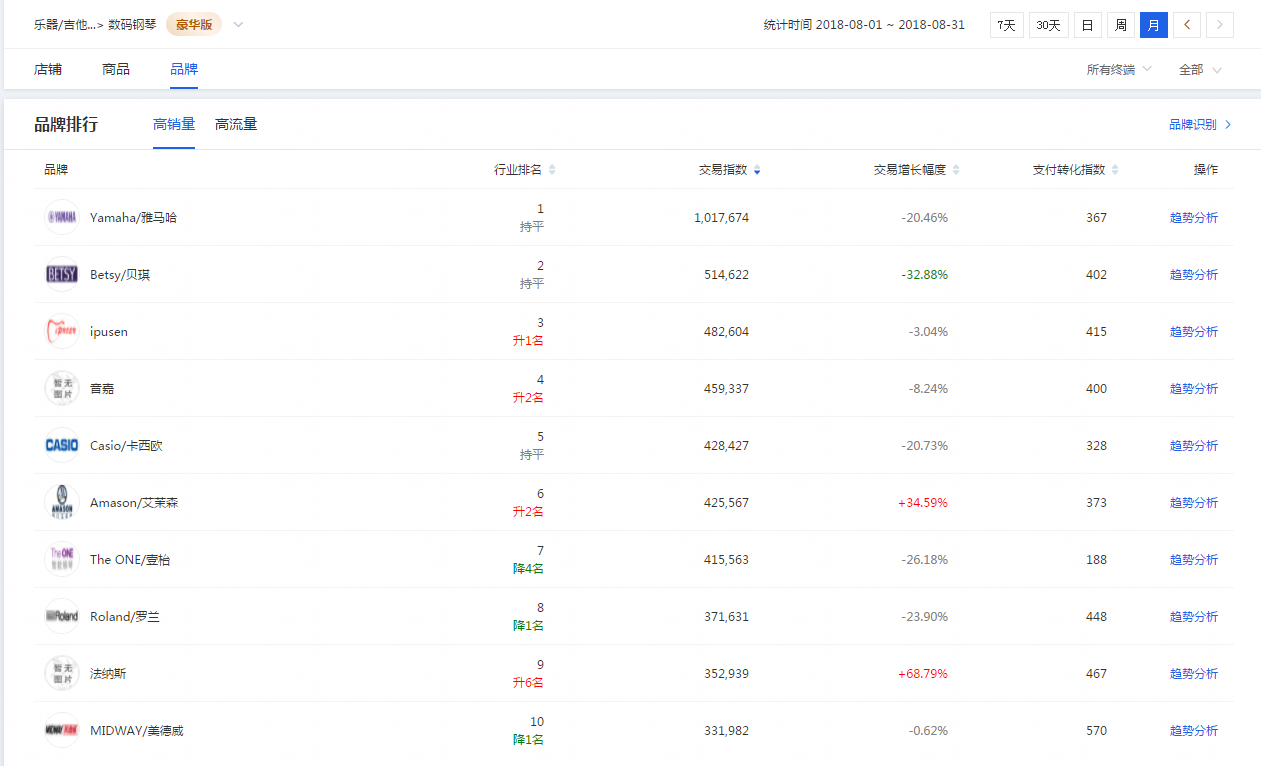 乐器/吉他...> 数码钢琴 豪华版 统计时间 2018-08-01 ~ 2018-08-31 7天 30天 日 周 月
店铺 商品 品牌 所有终端 全部
品牌排行 高销量 高流量 品牌识别
品牌 行业排名 交易指数 交易增长幅度 支付转化指数 操作
YAMAHA Yamaha/雅马哈 1 持平 1,017,674 -20.46% 367 趋势分析
BETSY Betsy/贝琪 2 持平 514,622 -32.88% 402 趋势分析
ipusen ipusen 3 升1名 482,604 -3.04% 415 趋势分析
暂无图片 音嘉 4 升2名 459,337 -8.24% 400 趋势分析
CASIO Casio/卡西欧 5 持平 428,427 -20.73% 328 趋势分析
AMASON Amason/艾茉森 6 升2名 425,567 +34.59% 373 趋势分析
The ONE The ONE/壹枱 7 降4名 415,563 -26.18% 188 趋势分析
Roland Roland/罗兰 8 降1名 371,631 -23.90% 448 趋势分析
暂无图片 法纳斯 9 升6名 352,939 +68.79% 467 趋势分析
MIDWAY MIDWAY/美德威 10 降1名 331,982 -0.62% 570 趋势分析